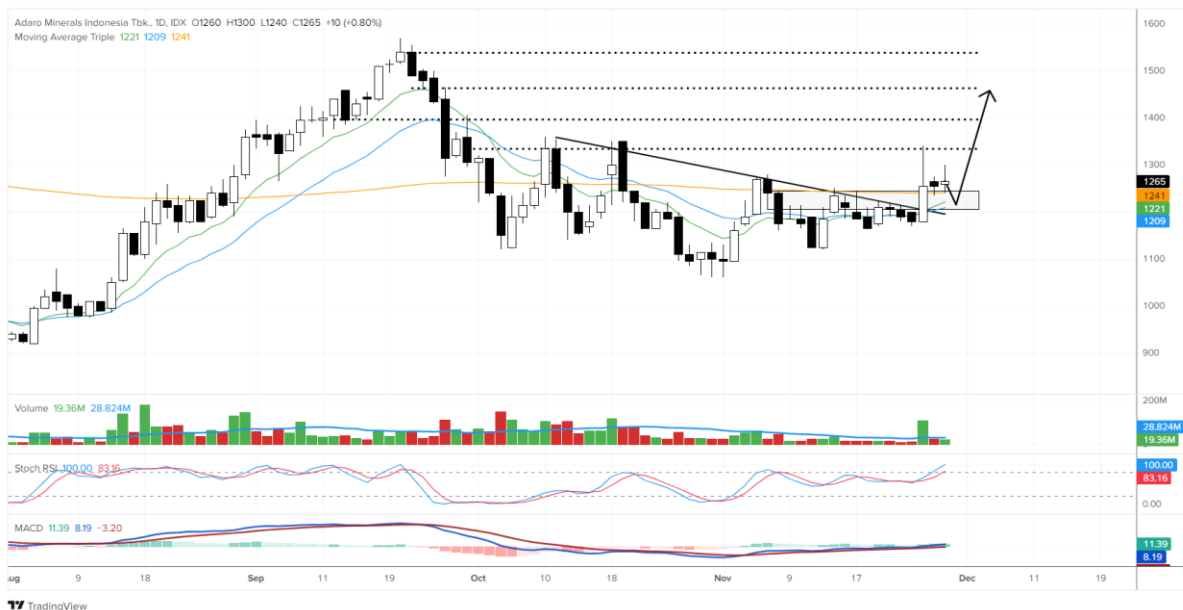 Adaro Minerals Indonesia Tbk., 1D, IDX O1260 H1300 L1240 C1265 +10 (+0.80%)
Moving Average Triple 1221 1209 1241
1600
1500
1400
1300
1265
1241
1221
1209
1100
1000
900
Volume 19.36M 28.824M
200M
28.824M
19.36M
Stoch RSI 100.00 83.16
100.00
83.16
0.00
MACD 11.39 8.19 −3.20
11.39
8.19
ug 9 18 Sep 11 19 Oct 10 18 Nov 9 17 Dec 11 19
TradingView